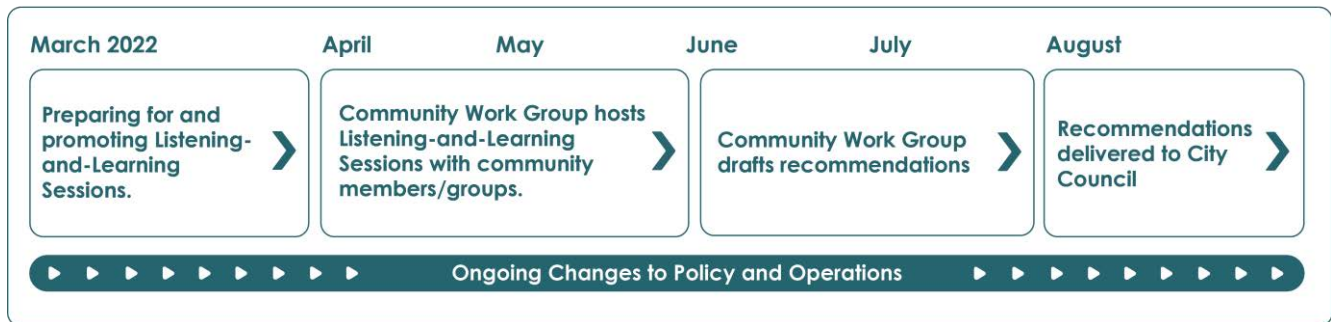 March 2022
April
May
June
July
August
Preparing for and
promoting Listening-
and-Learning
Sessions.
Community Work Group hosts
Listening-and-Learning
Sessions with community
members/groups.
Community Work Group
drafts recommendations
Recommendations
delivered to City
Council
Ongoing Changes to Policy and Operations